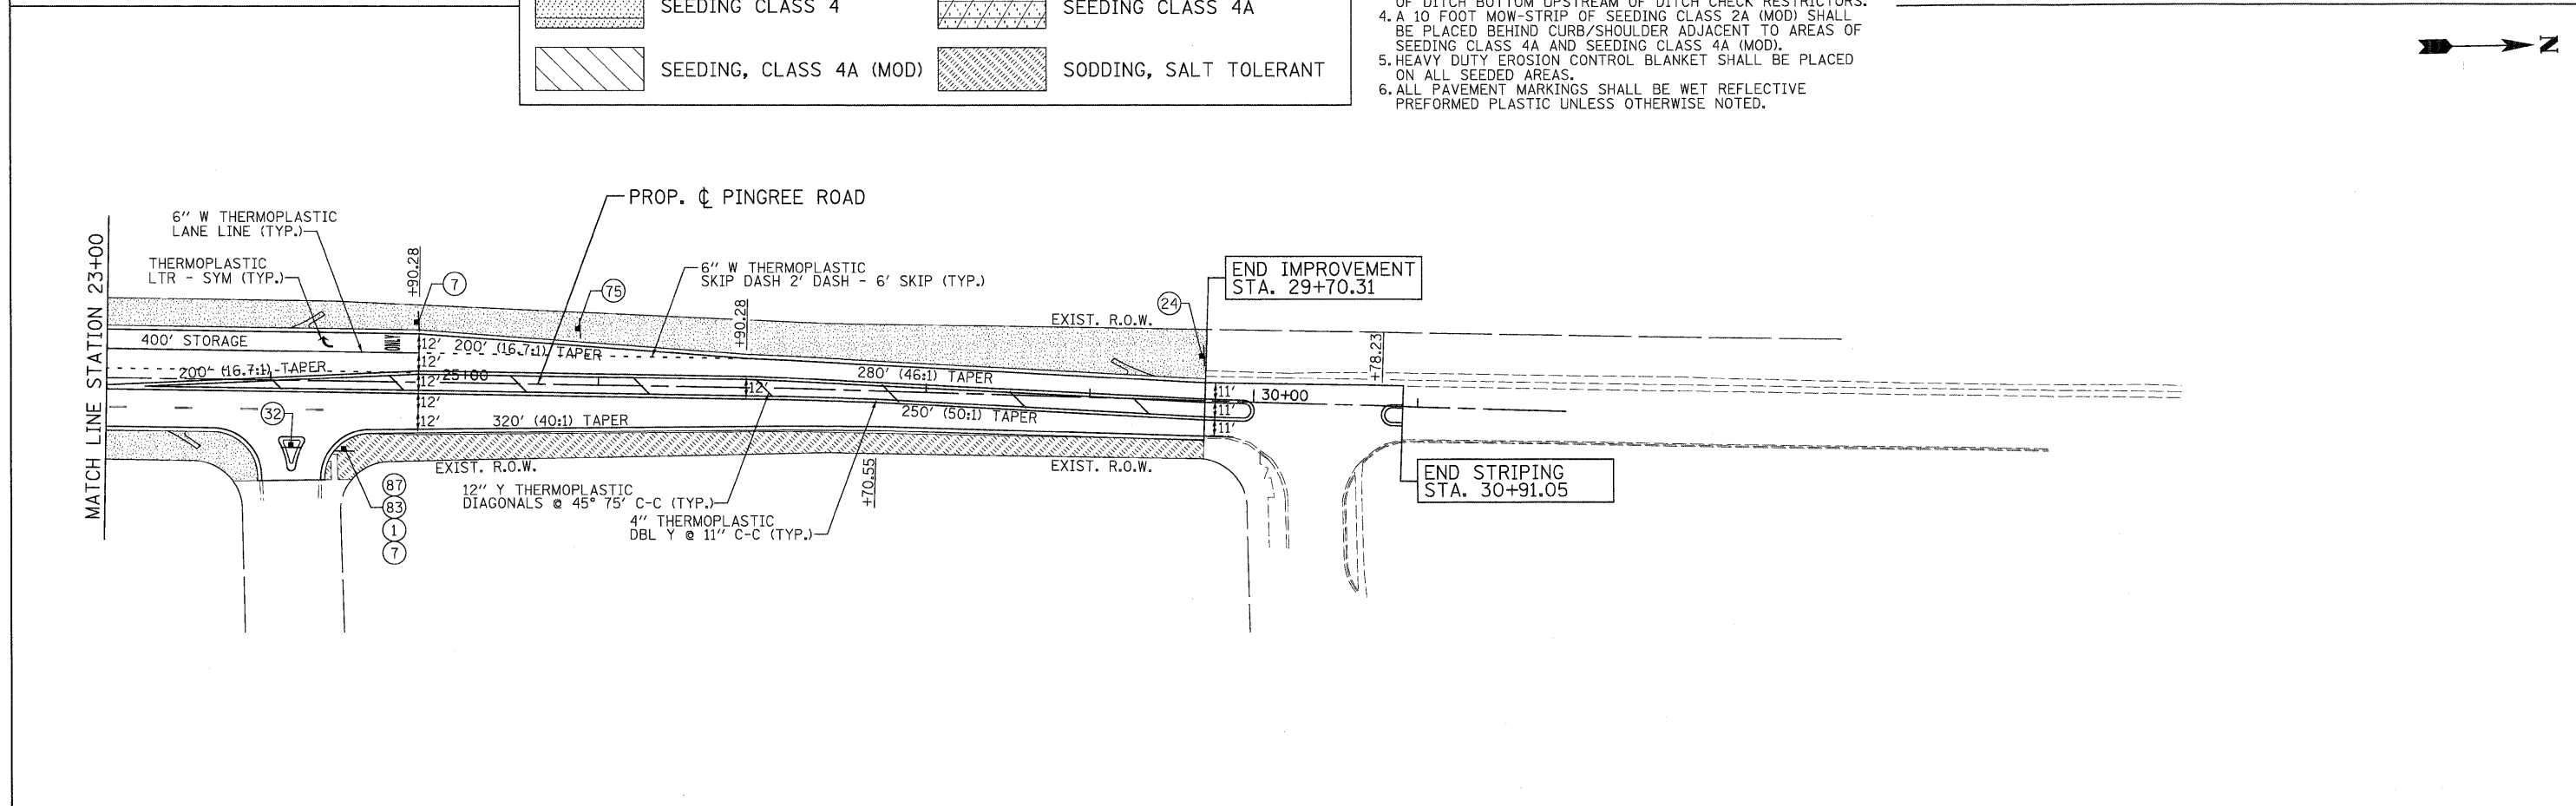 SEEDING CLASS 4
SEEDING CLASS 4A
SEEDING, CLASS 4A (MOD)
SODDING, SALT TOLERANT
OF DITCH BOTTOM UPSTREAM OF DITCH CHECK RESTRICTORS.
4. A 10 FOOT MOW-STRIP OF SEEDING CLASS 2A (MOD) SHALL
BE PLACED BEHIND CURB/SHOULDER ADJACENT TO AREAS OF
SEEDING CLASS 4A AND SEEDING CLASS 4A (MOD).
5. HEAVY DUTY EROSION CONTROL BLANKET SHALL BE PLACED
ON ALL SEEDED AREAS.
6. ALL PAVEMENT MARKINGS SHALL BE WET REFLECTIVE
PREFORMED PLASTIC UNLESS OTHERWISE NOTED.
N
PROP. ℄ PINGREE ROAD
6" W THERMOPLASTIC
LANE LINE (TYP.)
THERMOPLASTIC
LTR - SYM (TYP.)
MATCH LINE STATION 23+00
+90.28
7
75
6" W THERMOPLASTIC
SKIP DASH 2' DASH - 6' SKIP (TYP.)
+90.28
24
END IMPROVEMENT
STA. 29+70.31
EXIST. R.O.W.
+78.23
400' STORAGE
ONLY
12'
200' (16.7:1) TAPER
12'
200' (16.7:1) TAPER
12'
25+00
12'
280' (46:1) TAPER
11'
30+00
12'
11'
250' (50:1) TAPER
32
12'
320' (40:1) TAPER
11'
EXIST. R.O.W.
EXIST. R.O.W.
+70.55
87
83
1
7
12" Y THERMOPLASTIC
DIAGONALS @ 45° 75' C-C (TYP.)
4" THERMOPLASTIC
DBL Y @ 11" C-C (TYP.)
END STRIPING
STA. 30+91.05